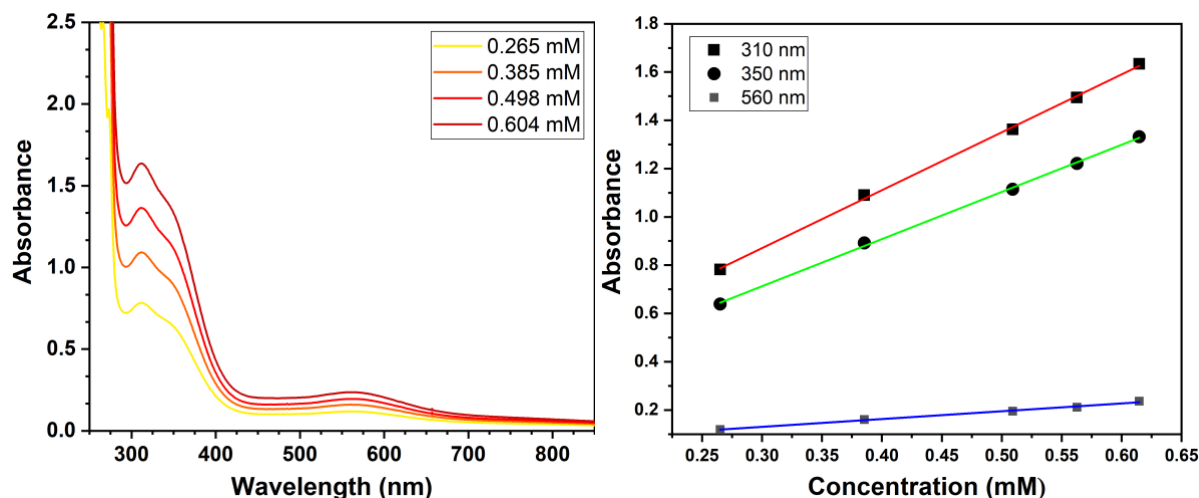 2.5
2.0
1.5
1.0
0.5
0.0
Absorbance
0.265 mM
0.385 mM
0.498 mM
0.604 mM
300 400 500 600 700 800
Wavelength (nm)
1.8
1.6
1.4
1.2
1.0
0.8
0.6
0.4
0.2
Absorbance
310 nm
350 nm
560 nm
0.25 0.30 0.35 0.40 0.45 0.50 0.55 0.60 0.65
Concentration (mM)